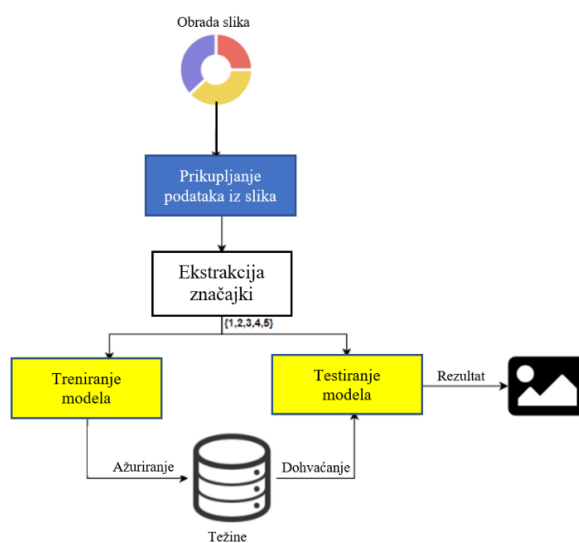 Obrada slika
Prikupljanje
podataka iz slika
Ekstrakcija
značajki
{1,2,3,4,5}
Treniranje
modela
Testiranje
modela
Rezultat
Ažuriranje
Dohvaćanje
Težine